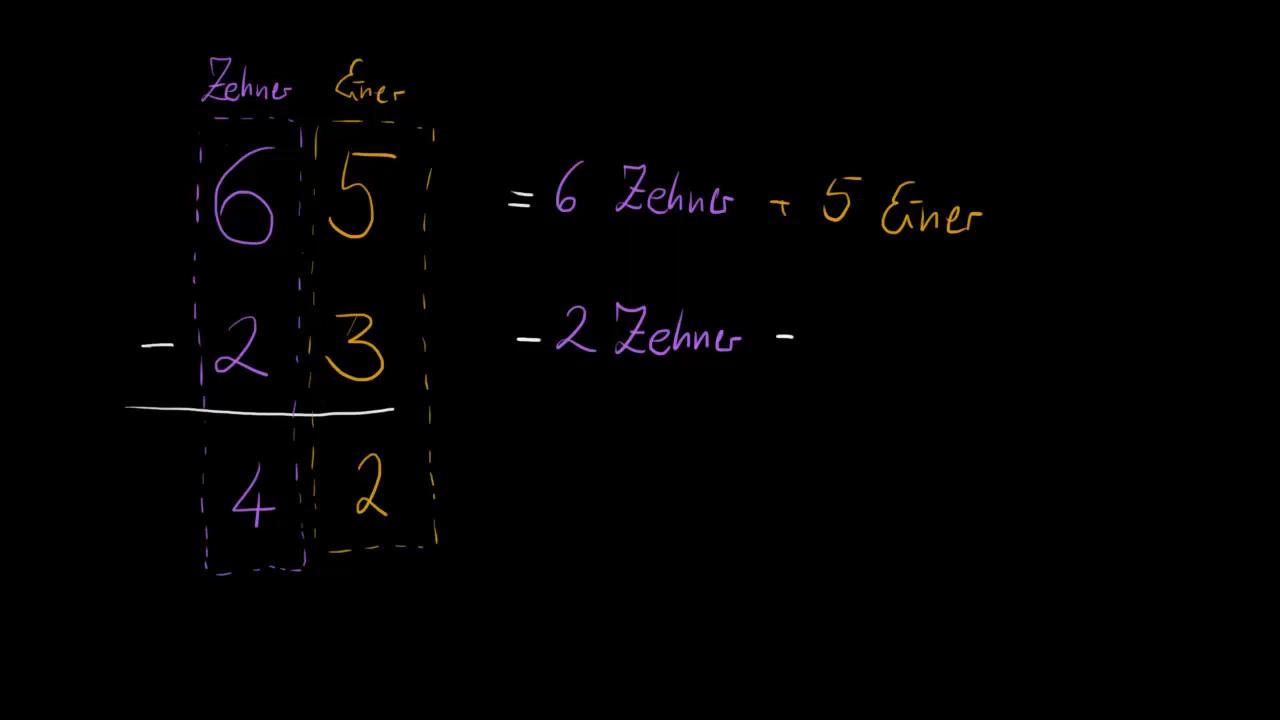 Zehner Einer
65 = 6 Zehner + 5 Einer
- 23 - 2 Zehner -
42